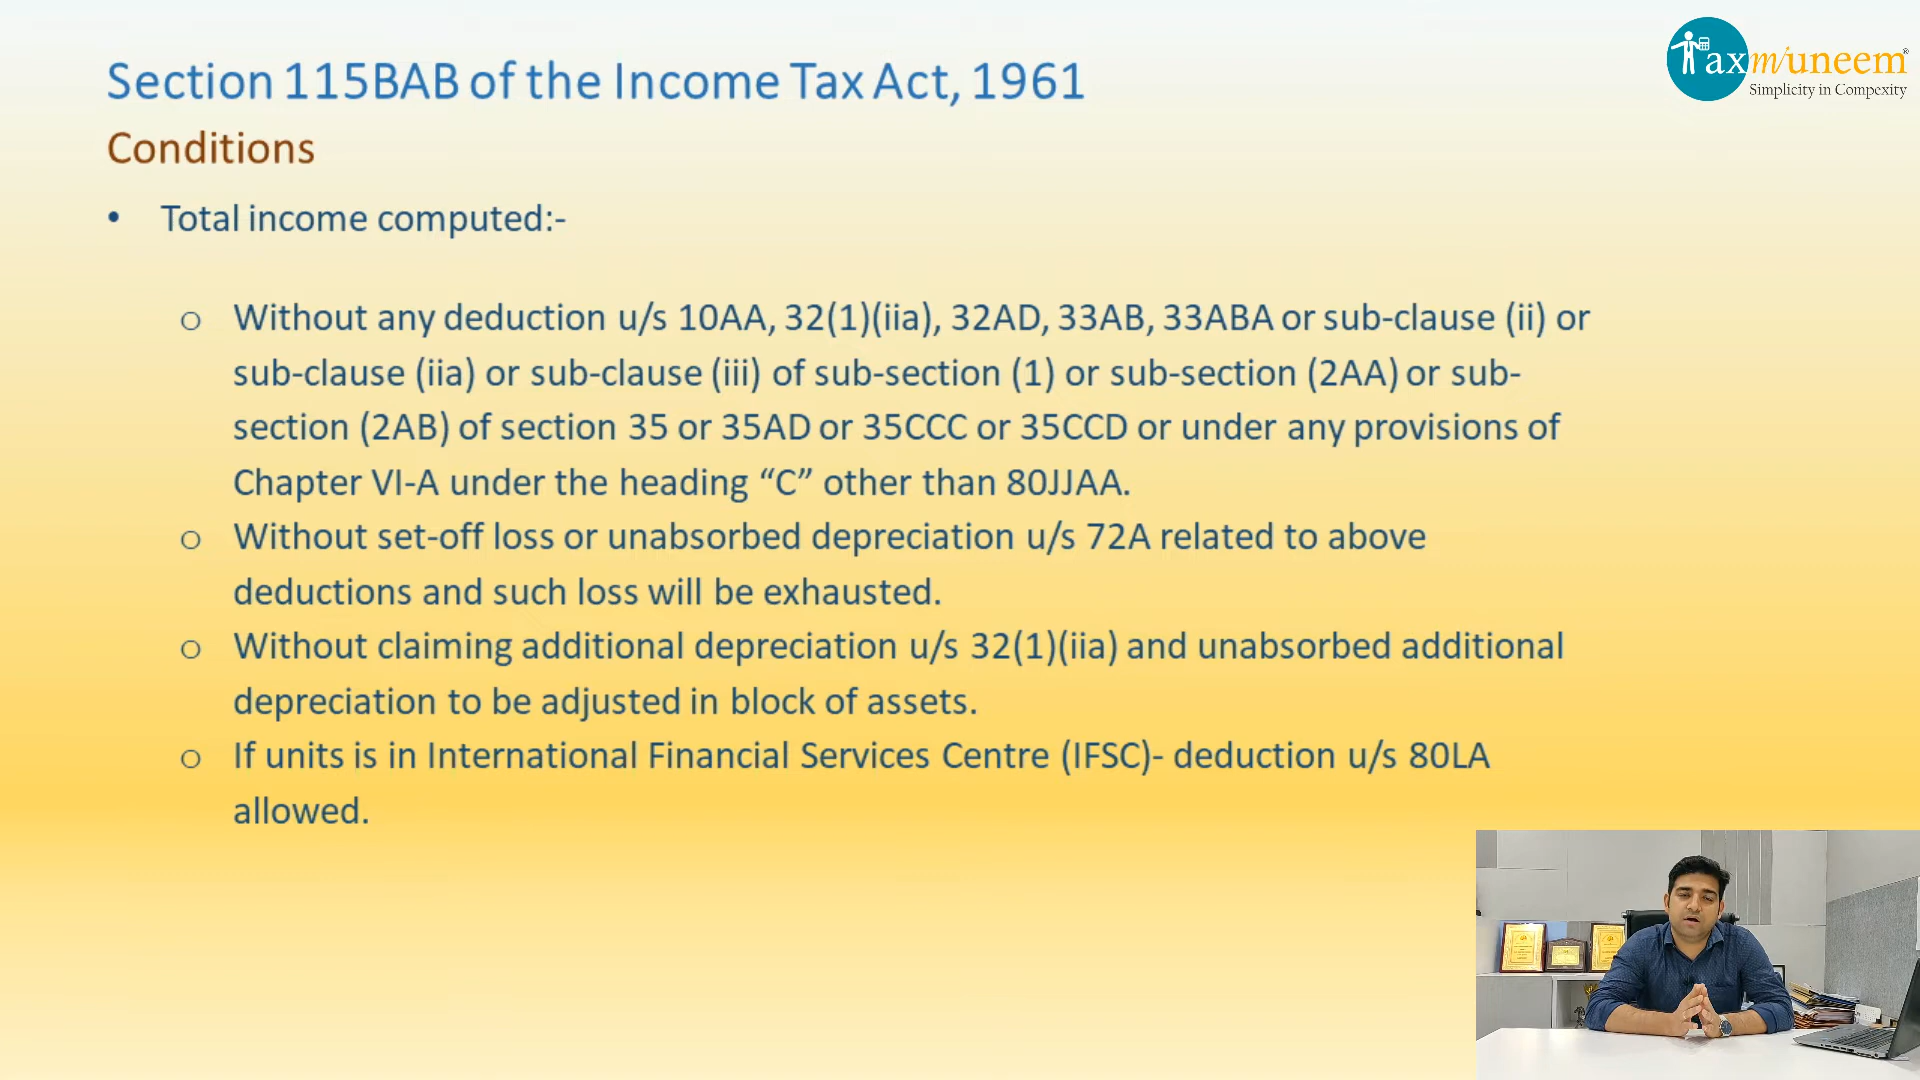 axm/uneem®
Simplicity in Compexity
Section 115BAB of the Income Tax Act, 1961
Conditions
• Total income computed:-
o Without any deduction u/s 10AA, 32(1)(iia), 32AD, 33AB, 33ABA or sub-clause (ii) or
sub-clause (iia) or sub-clause (iii) of sub-section (1) or sub-section (2AA) or sub-
section (2AB) of section 35 or 35AD or 35CCC or 35CCD or under any provisions of
Chapter VI-A under the heading “C” other than 80JJAA.
o Without set-off loss or unabsorbed depreciation u/s 72A related to above
deductions and such loss will be exhausted.
o Without claiming additional depreciation u/s 32(1)(iia) and unabsorbed additional
depreciation to be adjusted in block of assets.
o If units is in International Financial Services Centre (IFSC)- deduction u/s 80LA
allowed.